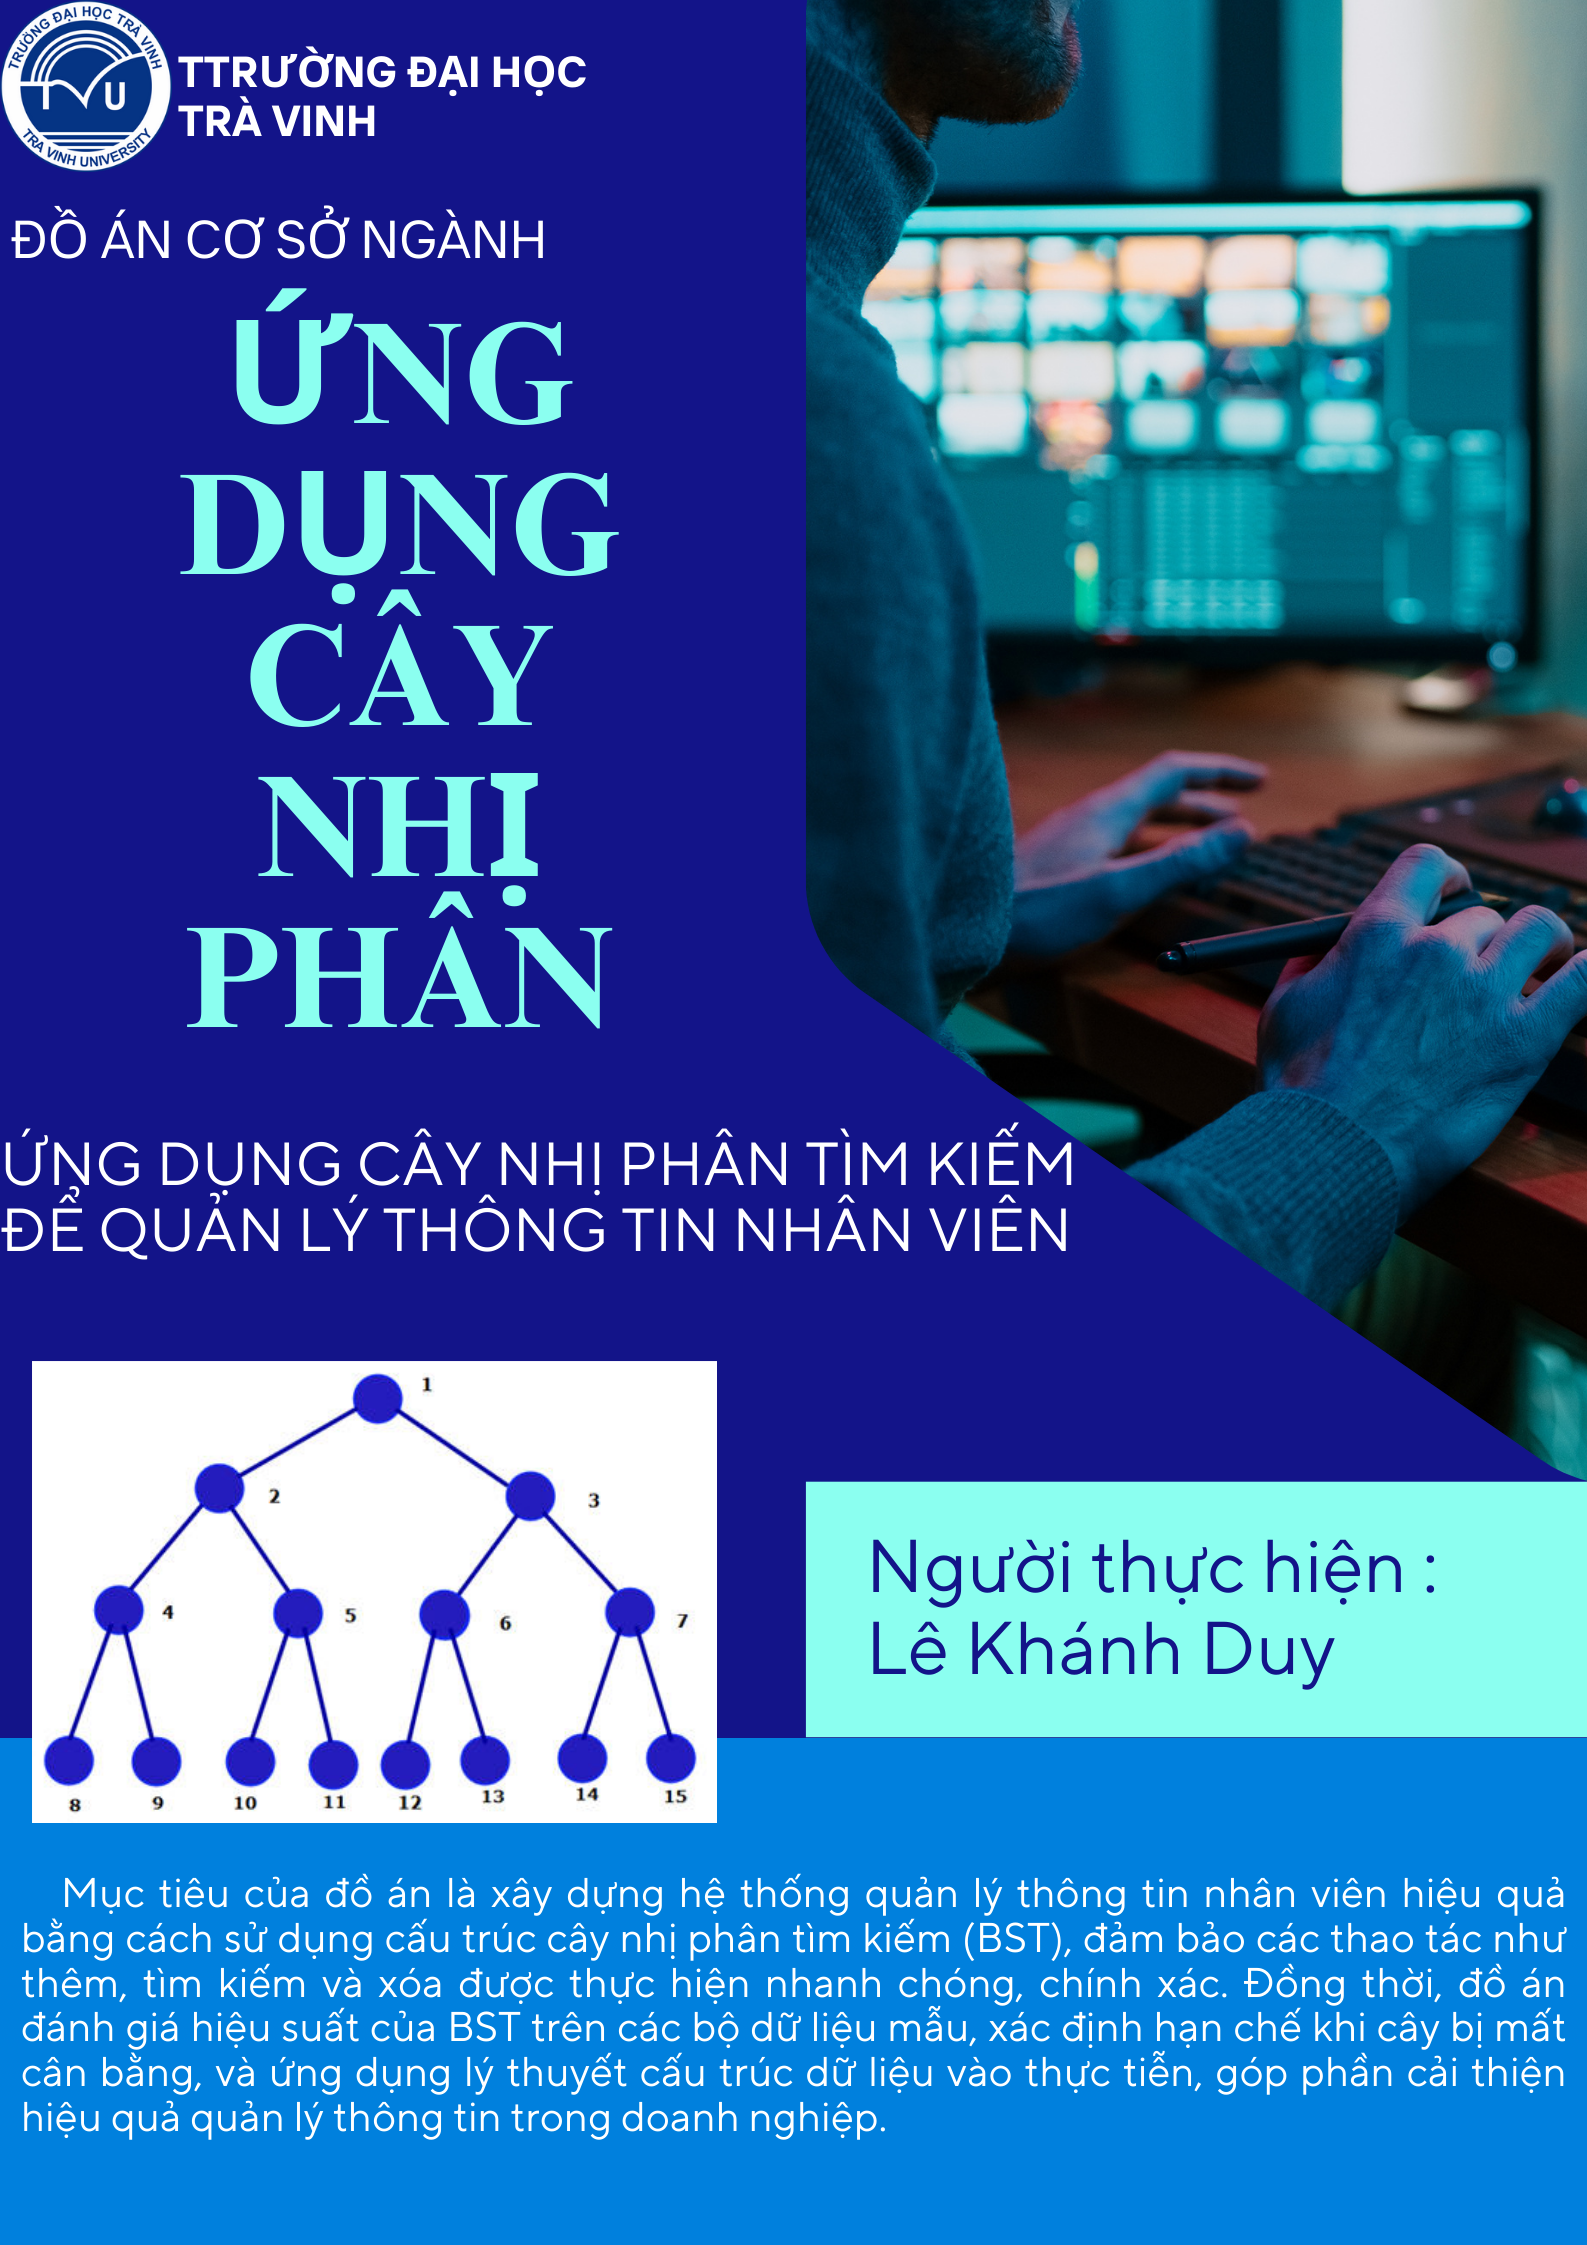 TRƯỜNG ĐẠI HỌC TRÀ VINH
TVU
TRA VINH UNIVERSITY
TTRƯỜNG ĐẠI HỌC
TRÀ VINH
ĐỒ ÁN CƠ SỞ NGÀNH
ỨNG
DỤNG
CÂY
NHỊ
PHÂN
ỨNG DỤNG CÂY NHỊ PHÂN TÌM KIẾM
ĐỂ QUẢN LÝ THÔNG TIN NHÂN VIÊN
1
2
3
4
5
6
7
8
9
10
11
12
13
14
15
Người thực hiện :
Lê Khánh Duy
Mục tiêu của đồ án là xây dựng hệ thống quản lý thông tin nhân viên hiệu quả
bằng cách sử dụng cấu trúc cây nhị phân tìm kiếm (BST), đảm bảo các thao tác như
thêm, tìm kiếm và xóa được thực hiện nhanh chóng, chính xác. Đồng thời, đồ án
đánh giá hiệu suất của BST trên các bộ dữ liệu mẫu, xác định hạn chế khi cây bị mất
cân bằng, và ứng dụng lý thuyết cấu trúc dữ liệu vào thực tiễn, góp phần cải thiện
hiệu quả quản lý thông tin trong doanh nghiệp.